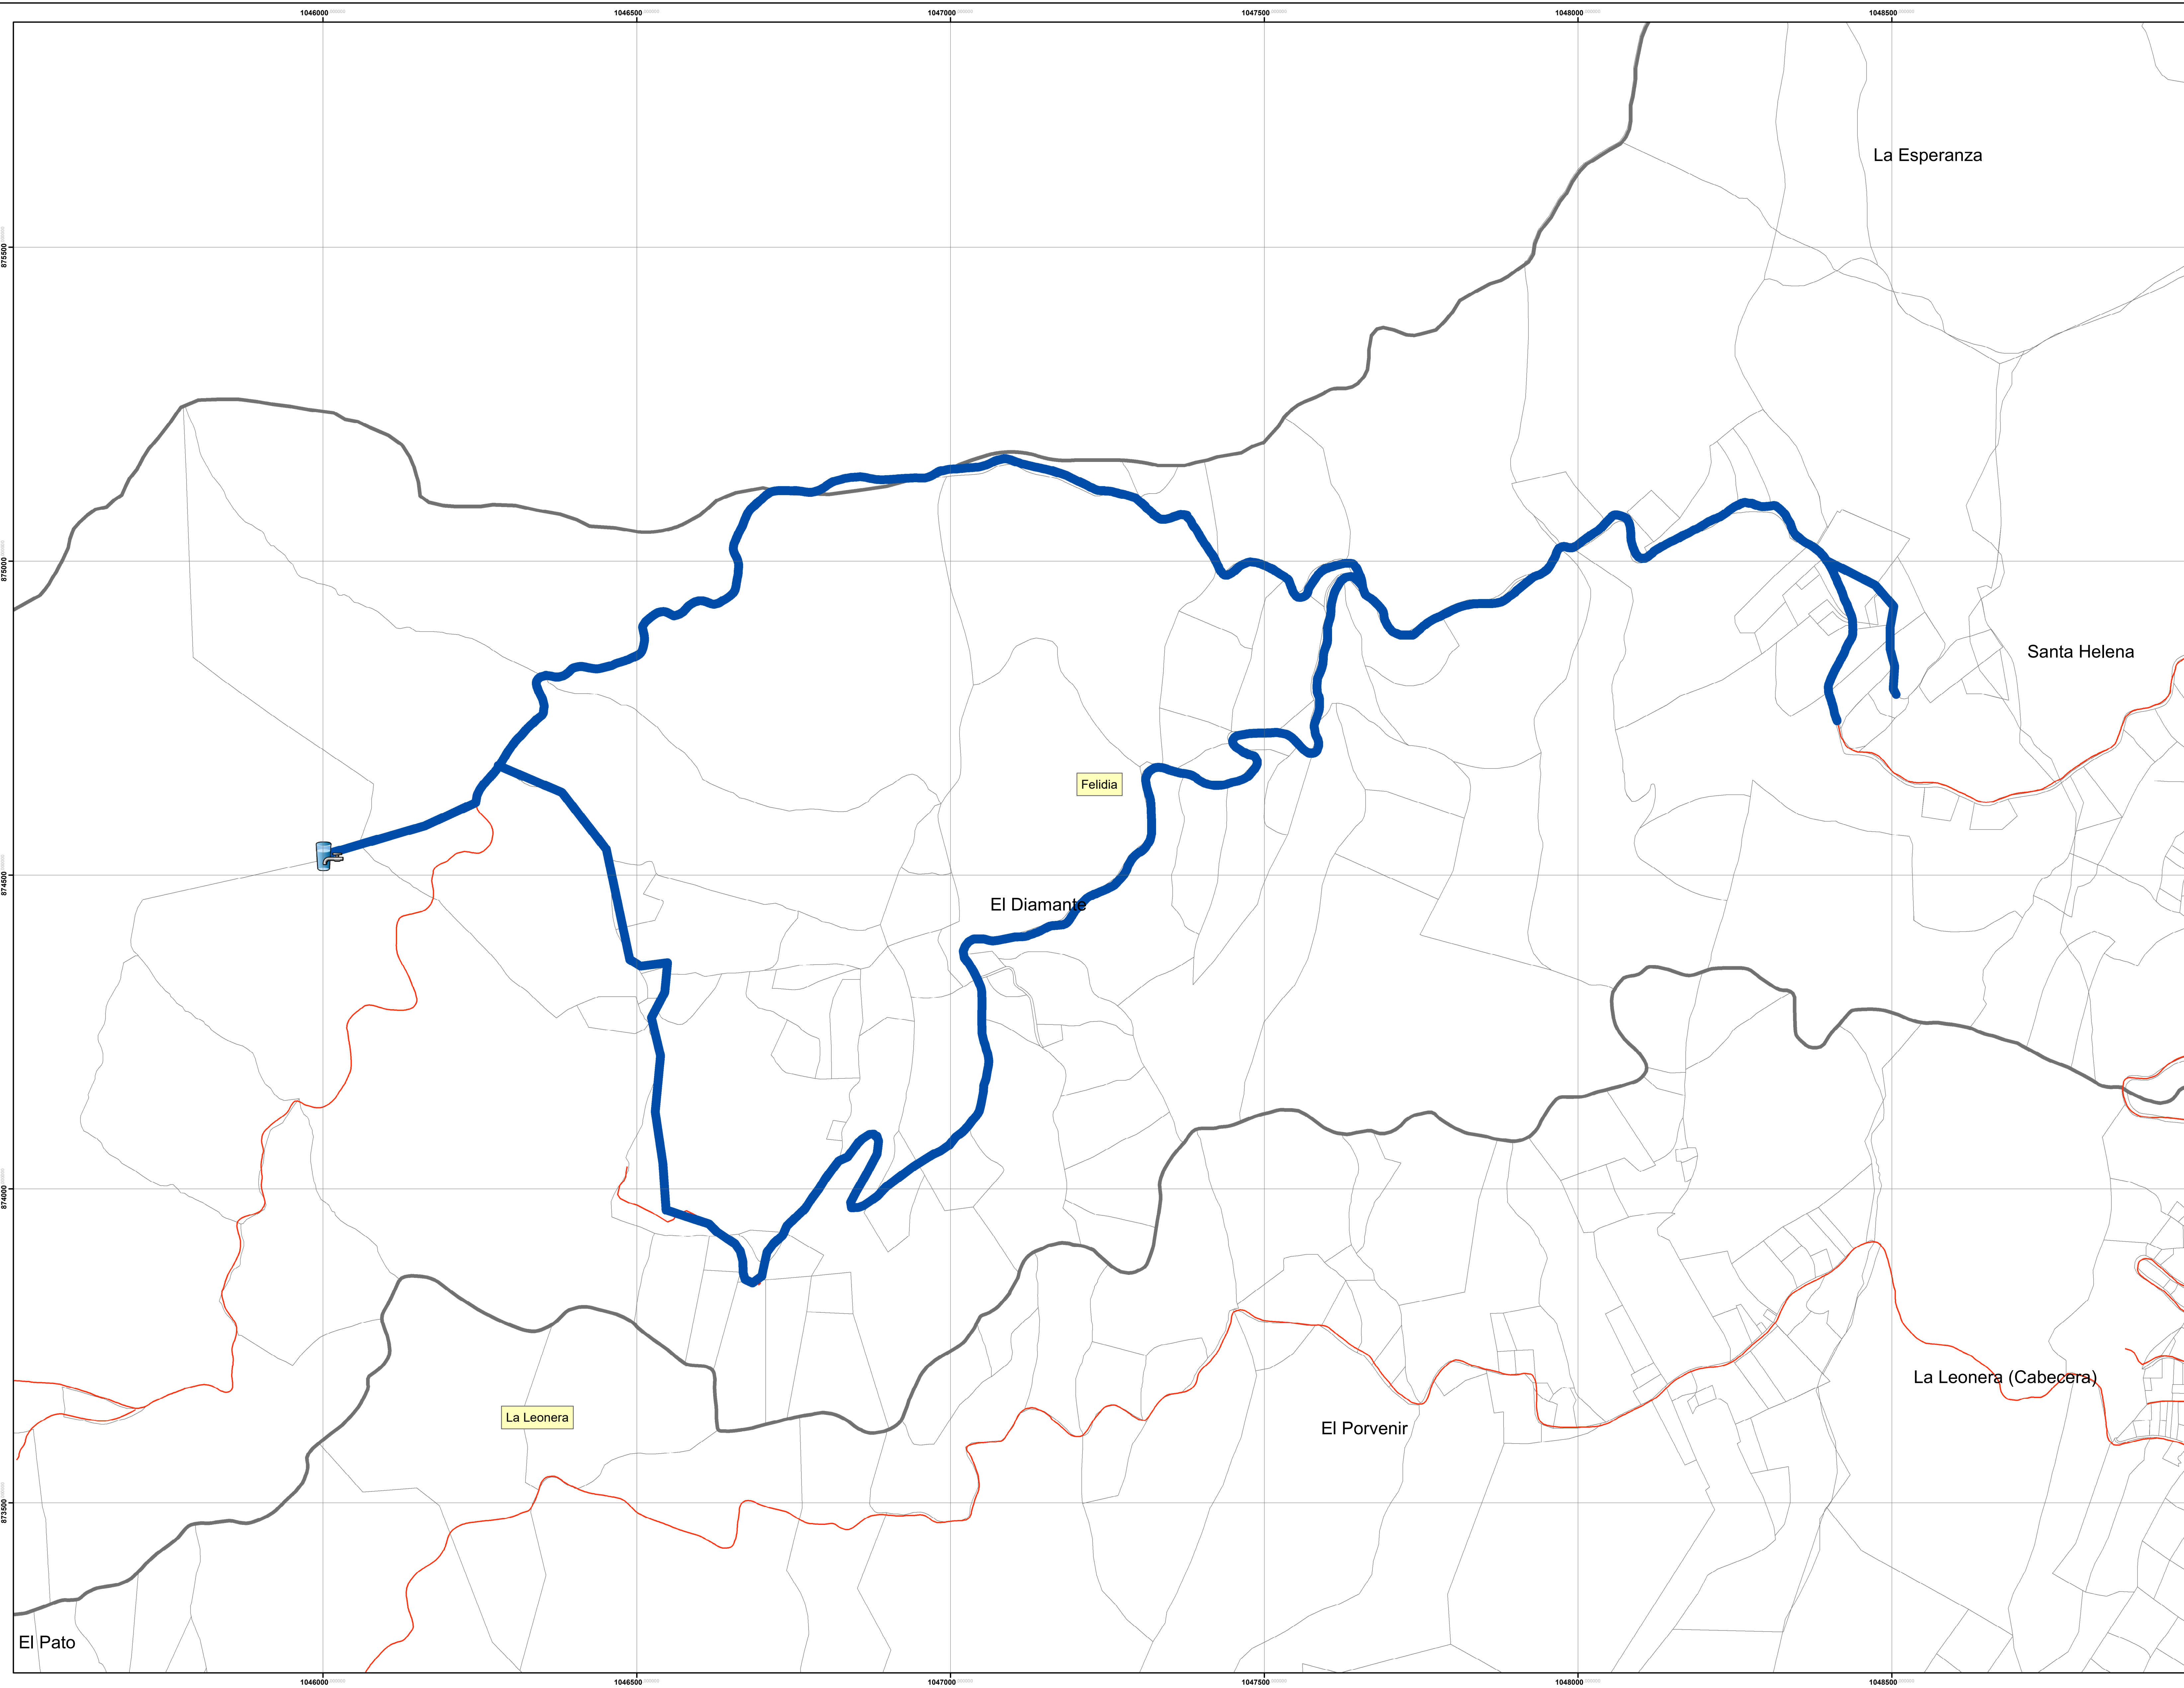 1046000 1046500 1047000 1047500 1048000 1048500
La Esperanza
875500
875000
Santa Helena
Felidia
874500
El Diamante
874000
La Leonera (Cabecera)
La Leonera
El Porvenir
873500
El Pato
1046000 1046500 1047000 1047500 1048000 1048500